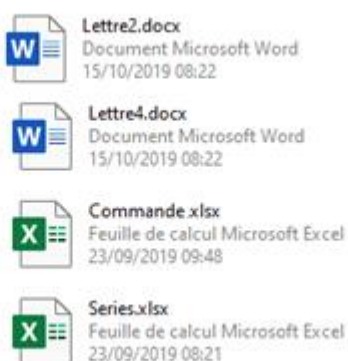 Lettre2.docx
Document Microsoft Word
15/10/2019 08:22
Lettre4.docx
Document Microsoft Word
15/10/2019 08:22
Commande.xlsx
Feuille de calcul Microsoft Excel
23/09/2019 09:48
Series.xlsx
Feuille de calcul Microsoft Excel
23/09/2019 08:21